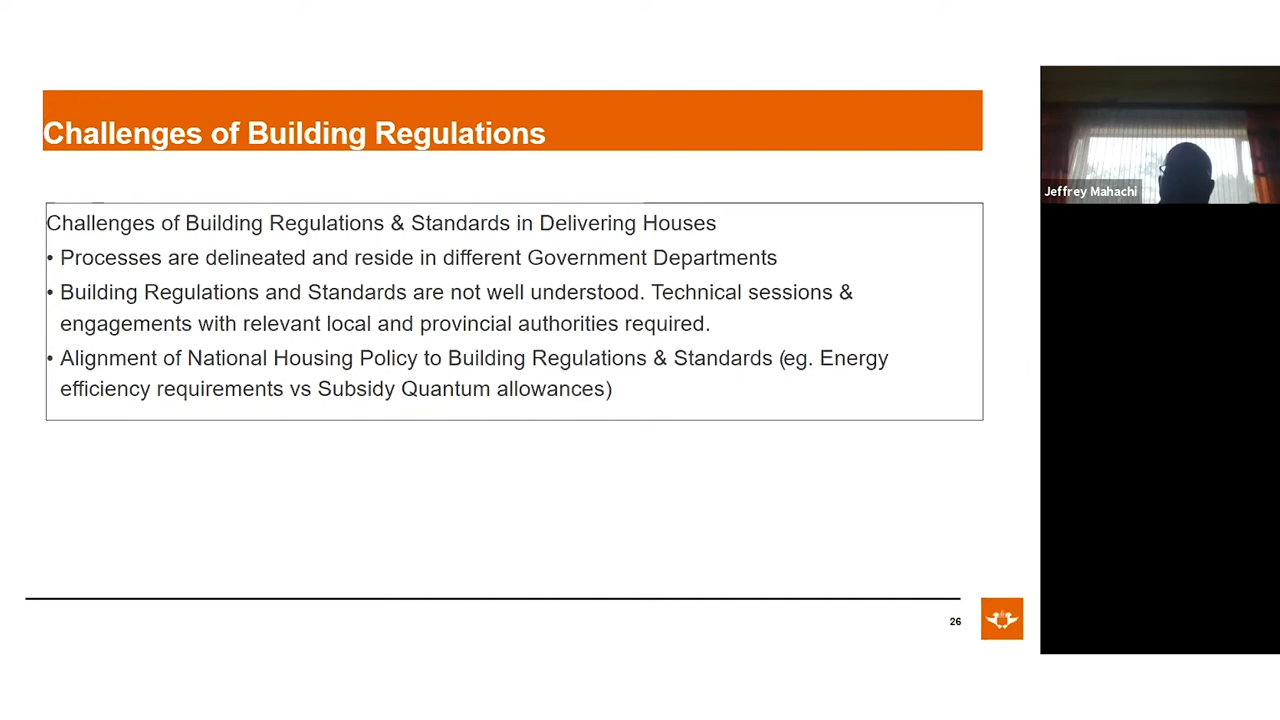 Challenges of Building Regulations
Jeffrey Mahachi
Challenges of Building Regulations & Standards in Delivering Houses
• Processes are delineated and reside in different Government Departments
• Building Regulations and Standards are not well understood. Technical sessions &
engagements with relevant local and provincial authorities required.
• Alignment of National Housing Policy to Building Regulations & Standards (eg. Energy
efficiency requirements vs Subsidy Quantum allowances)
26